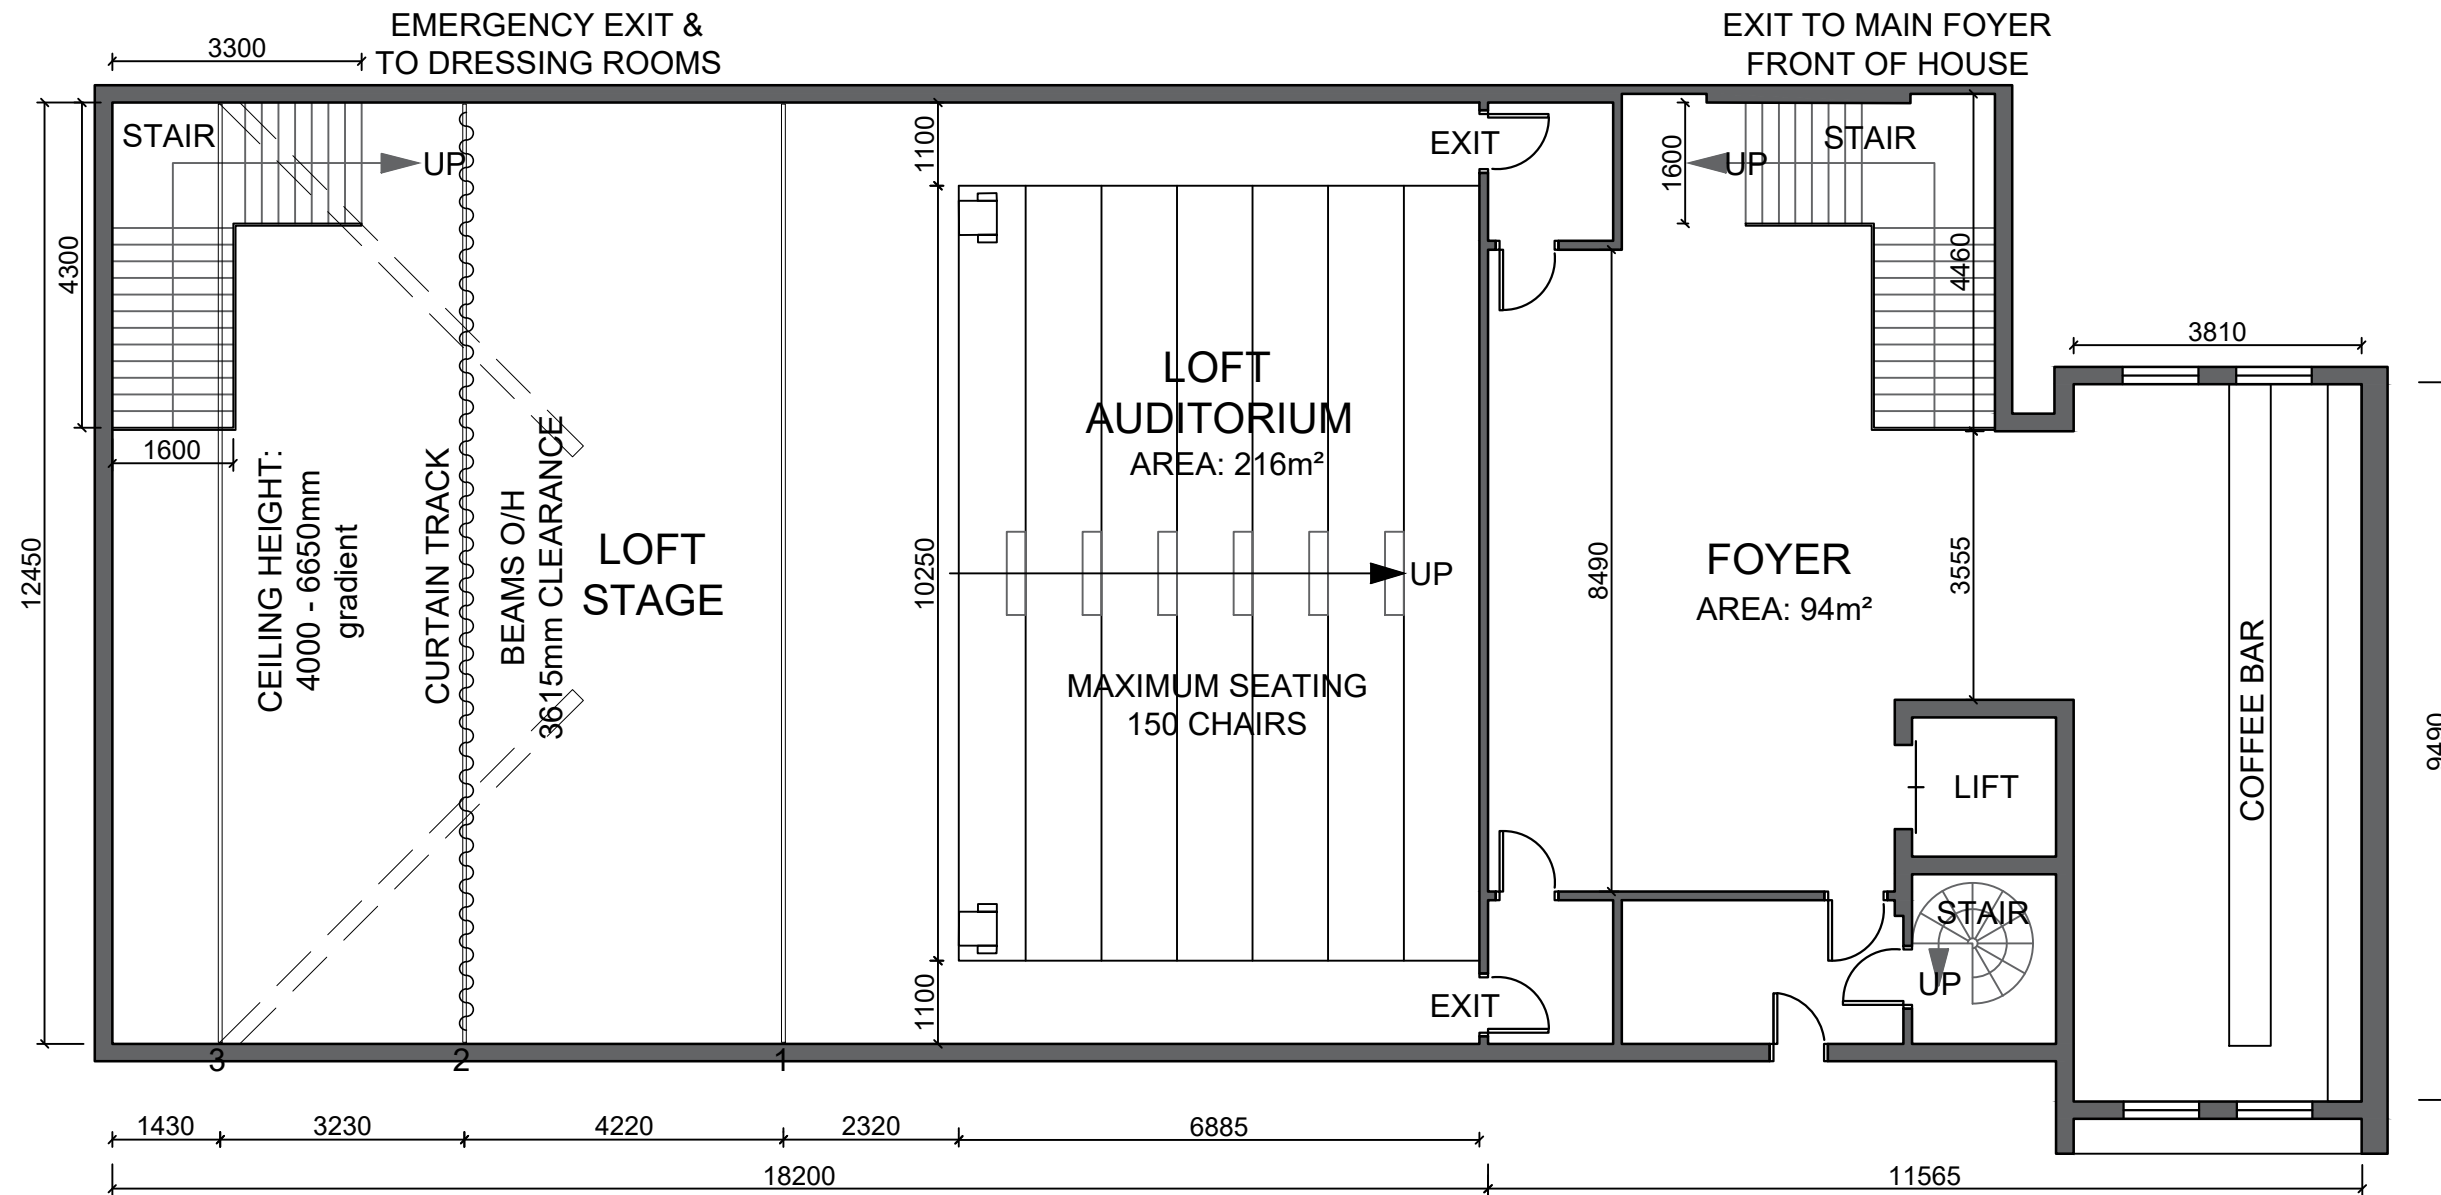 EMERGENCY EXIT &
TO DRESSING ROOMS
EXIT TO MAIN FOYER
FRONT OF HOUSE
3300
STAIR
UP
4300
1600
12450
CEILING HEIGHT:
4000 - 6650mm
gradient
CURTAIN TRACK
BEAMS O/H
3615mm CLEARANCE
LOFT
STAGE
1100
10250
1100
LOFT
AUDITORIUM
AREA: 216m²
UP
MAXIMUM SEATING
150 CHAIRS
EXIT
EXIT
1600
UP
STAIR
4460
8490
FOYER
AREA: 94m²
3555
3810
LIFT
STAIR
UP
COFFEE BAR
9490
3
2
1
1430
3230
4220
2320
6885
18200
11565